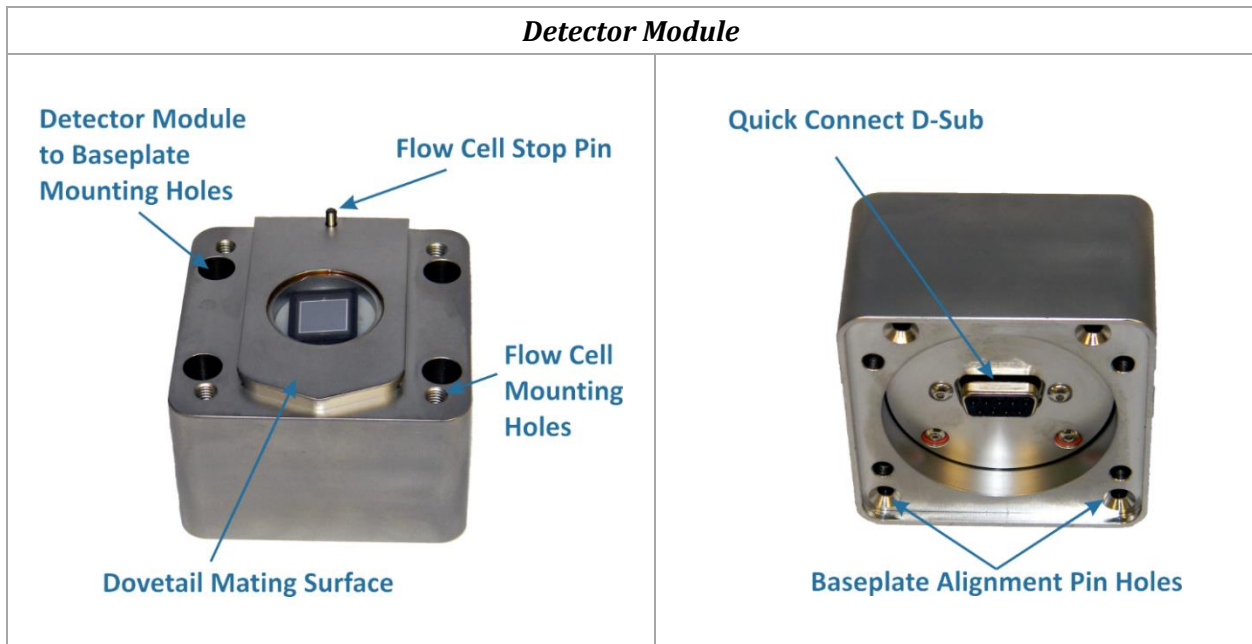 Detector Module
Detector Module
to Baseplate
Mounting Holes
Flow Cell Stop Pin
Flow Cell
Mounting
Holes
Dovetail Mating Surface
Quick Connect D-Sub
Baseplate Alignment Pin Holes